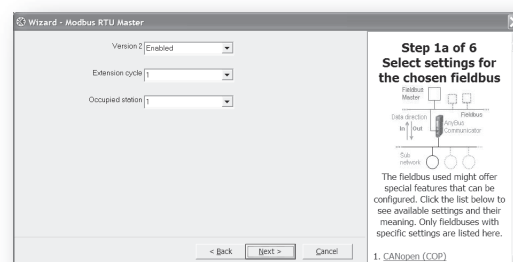 Wizard - Modbus RTU Master
Version 2 Enabled
Extension cycle 1
Occupied station 1
< Back
Next >
Cancel
Step 1a of 6
Select settings for
the chosen fieldbus
Fieldbus
Master
Fieldbus
Data direction
In Out
AnyBus
Communicator
Sub
network
The fieldbus used might offer
special features that can be
configured. Click the list below to
see available settings and their
meaning. Only fieldbuses with
specific settings are listed here.
1. CANopen (COP)